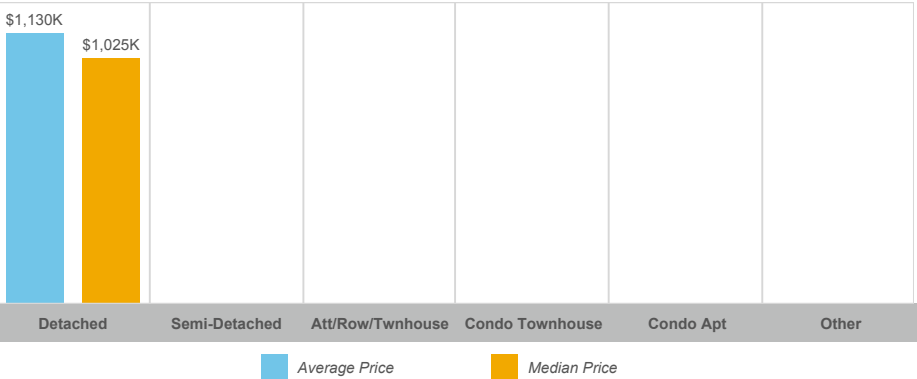 $1,130K
$1,025K
Detached Semi-Detached Att/Row/Twnhouse Condo Townhouse Condo Apt Other
Average Price Median Price